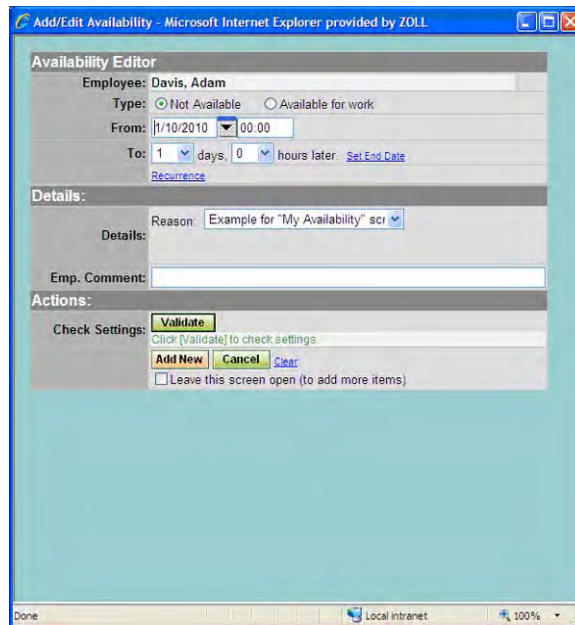 Add/Edit Availability - Microsoft Internet Explorer provided by ZOLL
Availability Editor
Employee: Davis, Adam
Type: Not Available Available for work
From: 1/10/2010 00:00
To: 1 days, 0 hours later Set End Date
Recurrence
Details:
Reason: Example for "My Availability" scr
Details:
Emp. Comment:
Actions:
Check Settings: Validate
Click [Validate] to check settings.
Add New Cancel Clear
Leave this screen open (to add more items)
Done Local intranet 100%